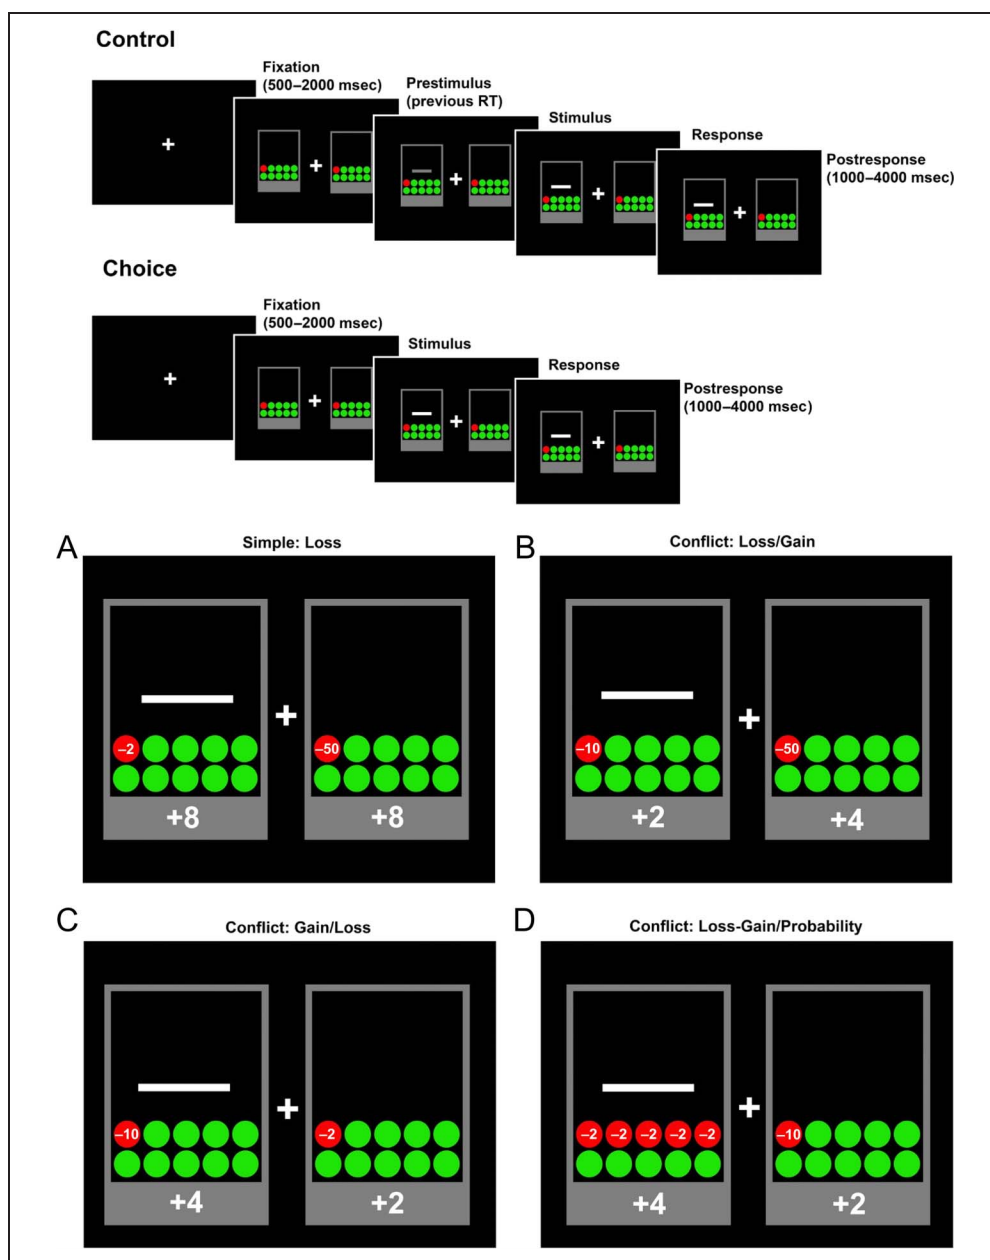 Control
Fixation
(500–2000 msec)
Prestimulus
(previous RT)
Stimulus
Response
Postresponse
(1000–4000 msec)
Choice
Fixation
(500–2000 msec)
Stimulus
Response
Postresponse
(1000–4000 msec)
A
Simple: Loss
–2
+8
–50
+8
B
Conflict: Loss/Gain
–10
+2
–50
+4
C
Conflict: Gain/Loss
–10
+4
–2
+2
D
Conflict: Loss-Gain/Probability
–2 –2 –2 –2 –2
+4
–10
+2